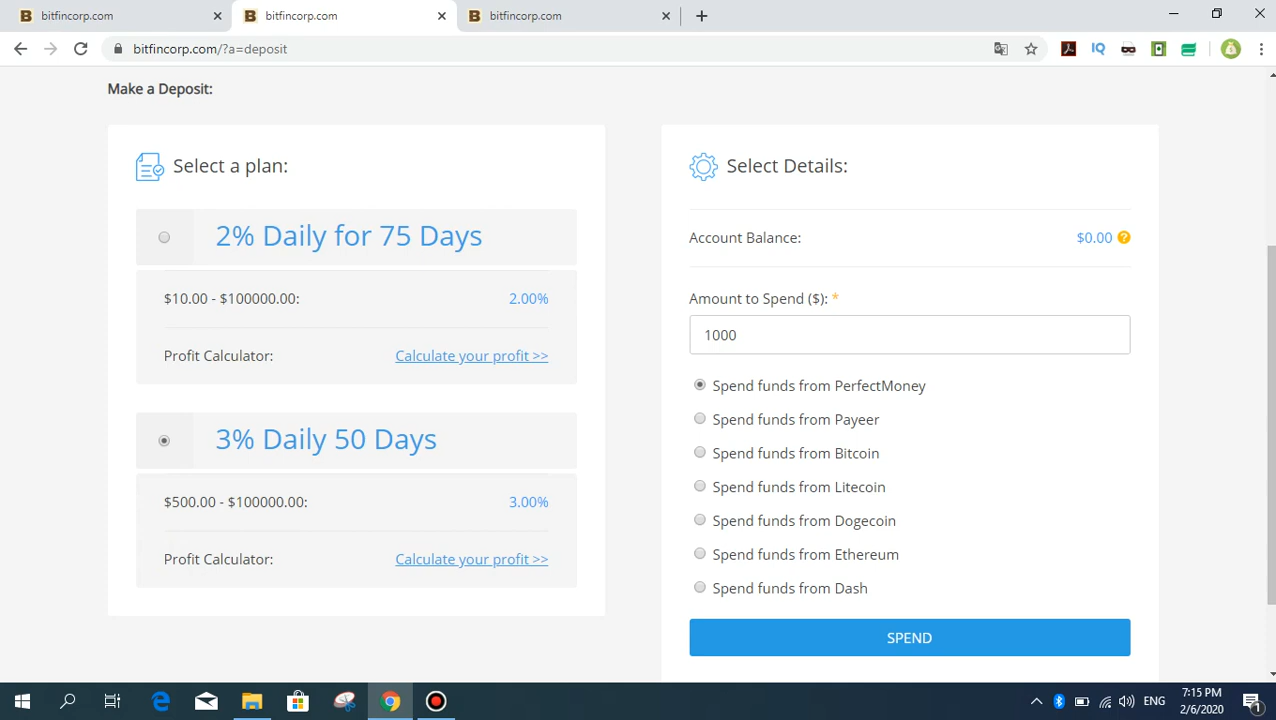 bitfincorp.com
bitfincorp.com
bitfincorp.com
bitfincorp.com/?a=deposit
IQ
Make a Deposit:
Select a plan:
2% Daily for 75 Days
$10.00 - $100000.00:
2.00%
Profit Calculator:
Calculate your profit >>
3% Daily 50 Days
$500.00 - $100000.00:
3.00%
Profit Calculator:
Calculate your profit >>
Select Details:
Account Balance:
$0.00 ?
Amount to Spend ($): *
1000
Spend funds from PerfectMoney
Spend funds from Payeer
Spend funds from Bitcoin
Spend funds from Litecoin
Spend funds from Dogecoin
Spend funds from Ethereum
Spend funds from Dash
SPEND
ENG
7:15 PM
2/6/2020
1